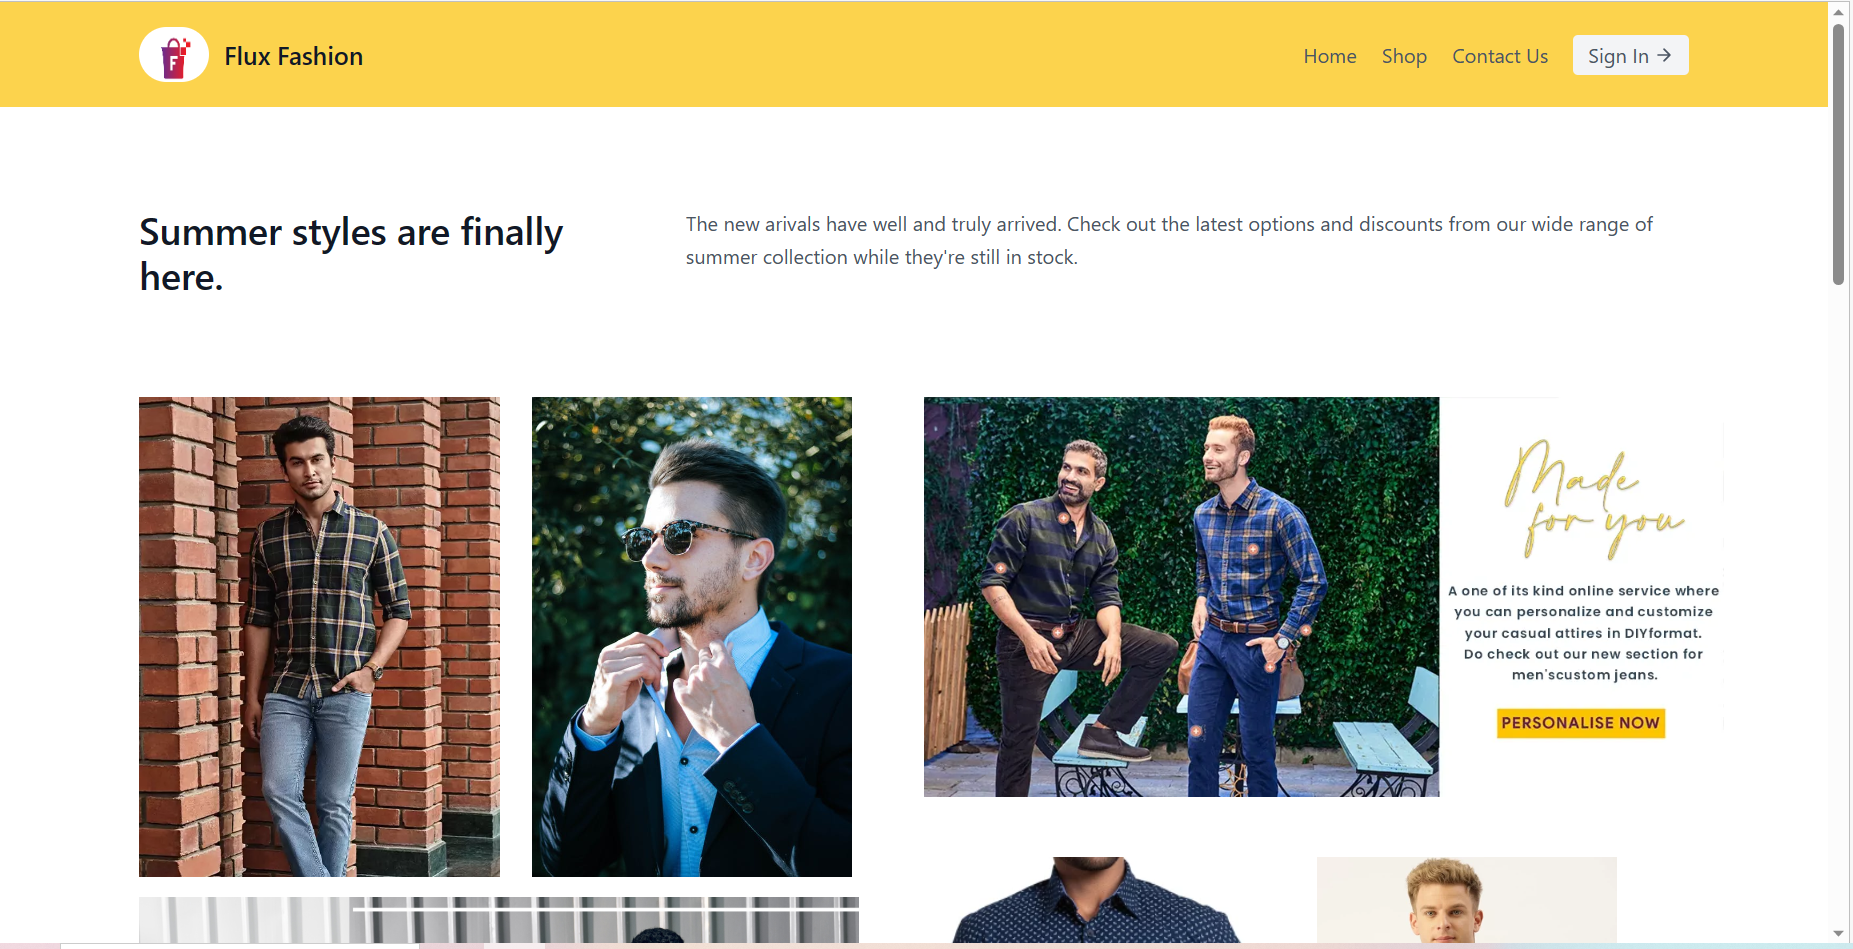 F
Flux Fashion
Home Shop Contact Us Sign In →
Summer styles are finally
here.
The new arivals have well and truly arrived. Check out the latest options and discounts from our wide range of
summer collection while they're still in stock.
Made
for you
A one of its kind online service where
you can personalize and customize
your casual attires in DIYformat.
Do check out our new section for
men'scustom jeans.
PERSONALISE NOW